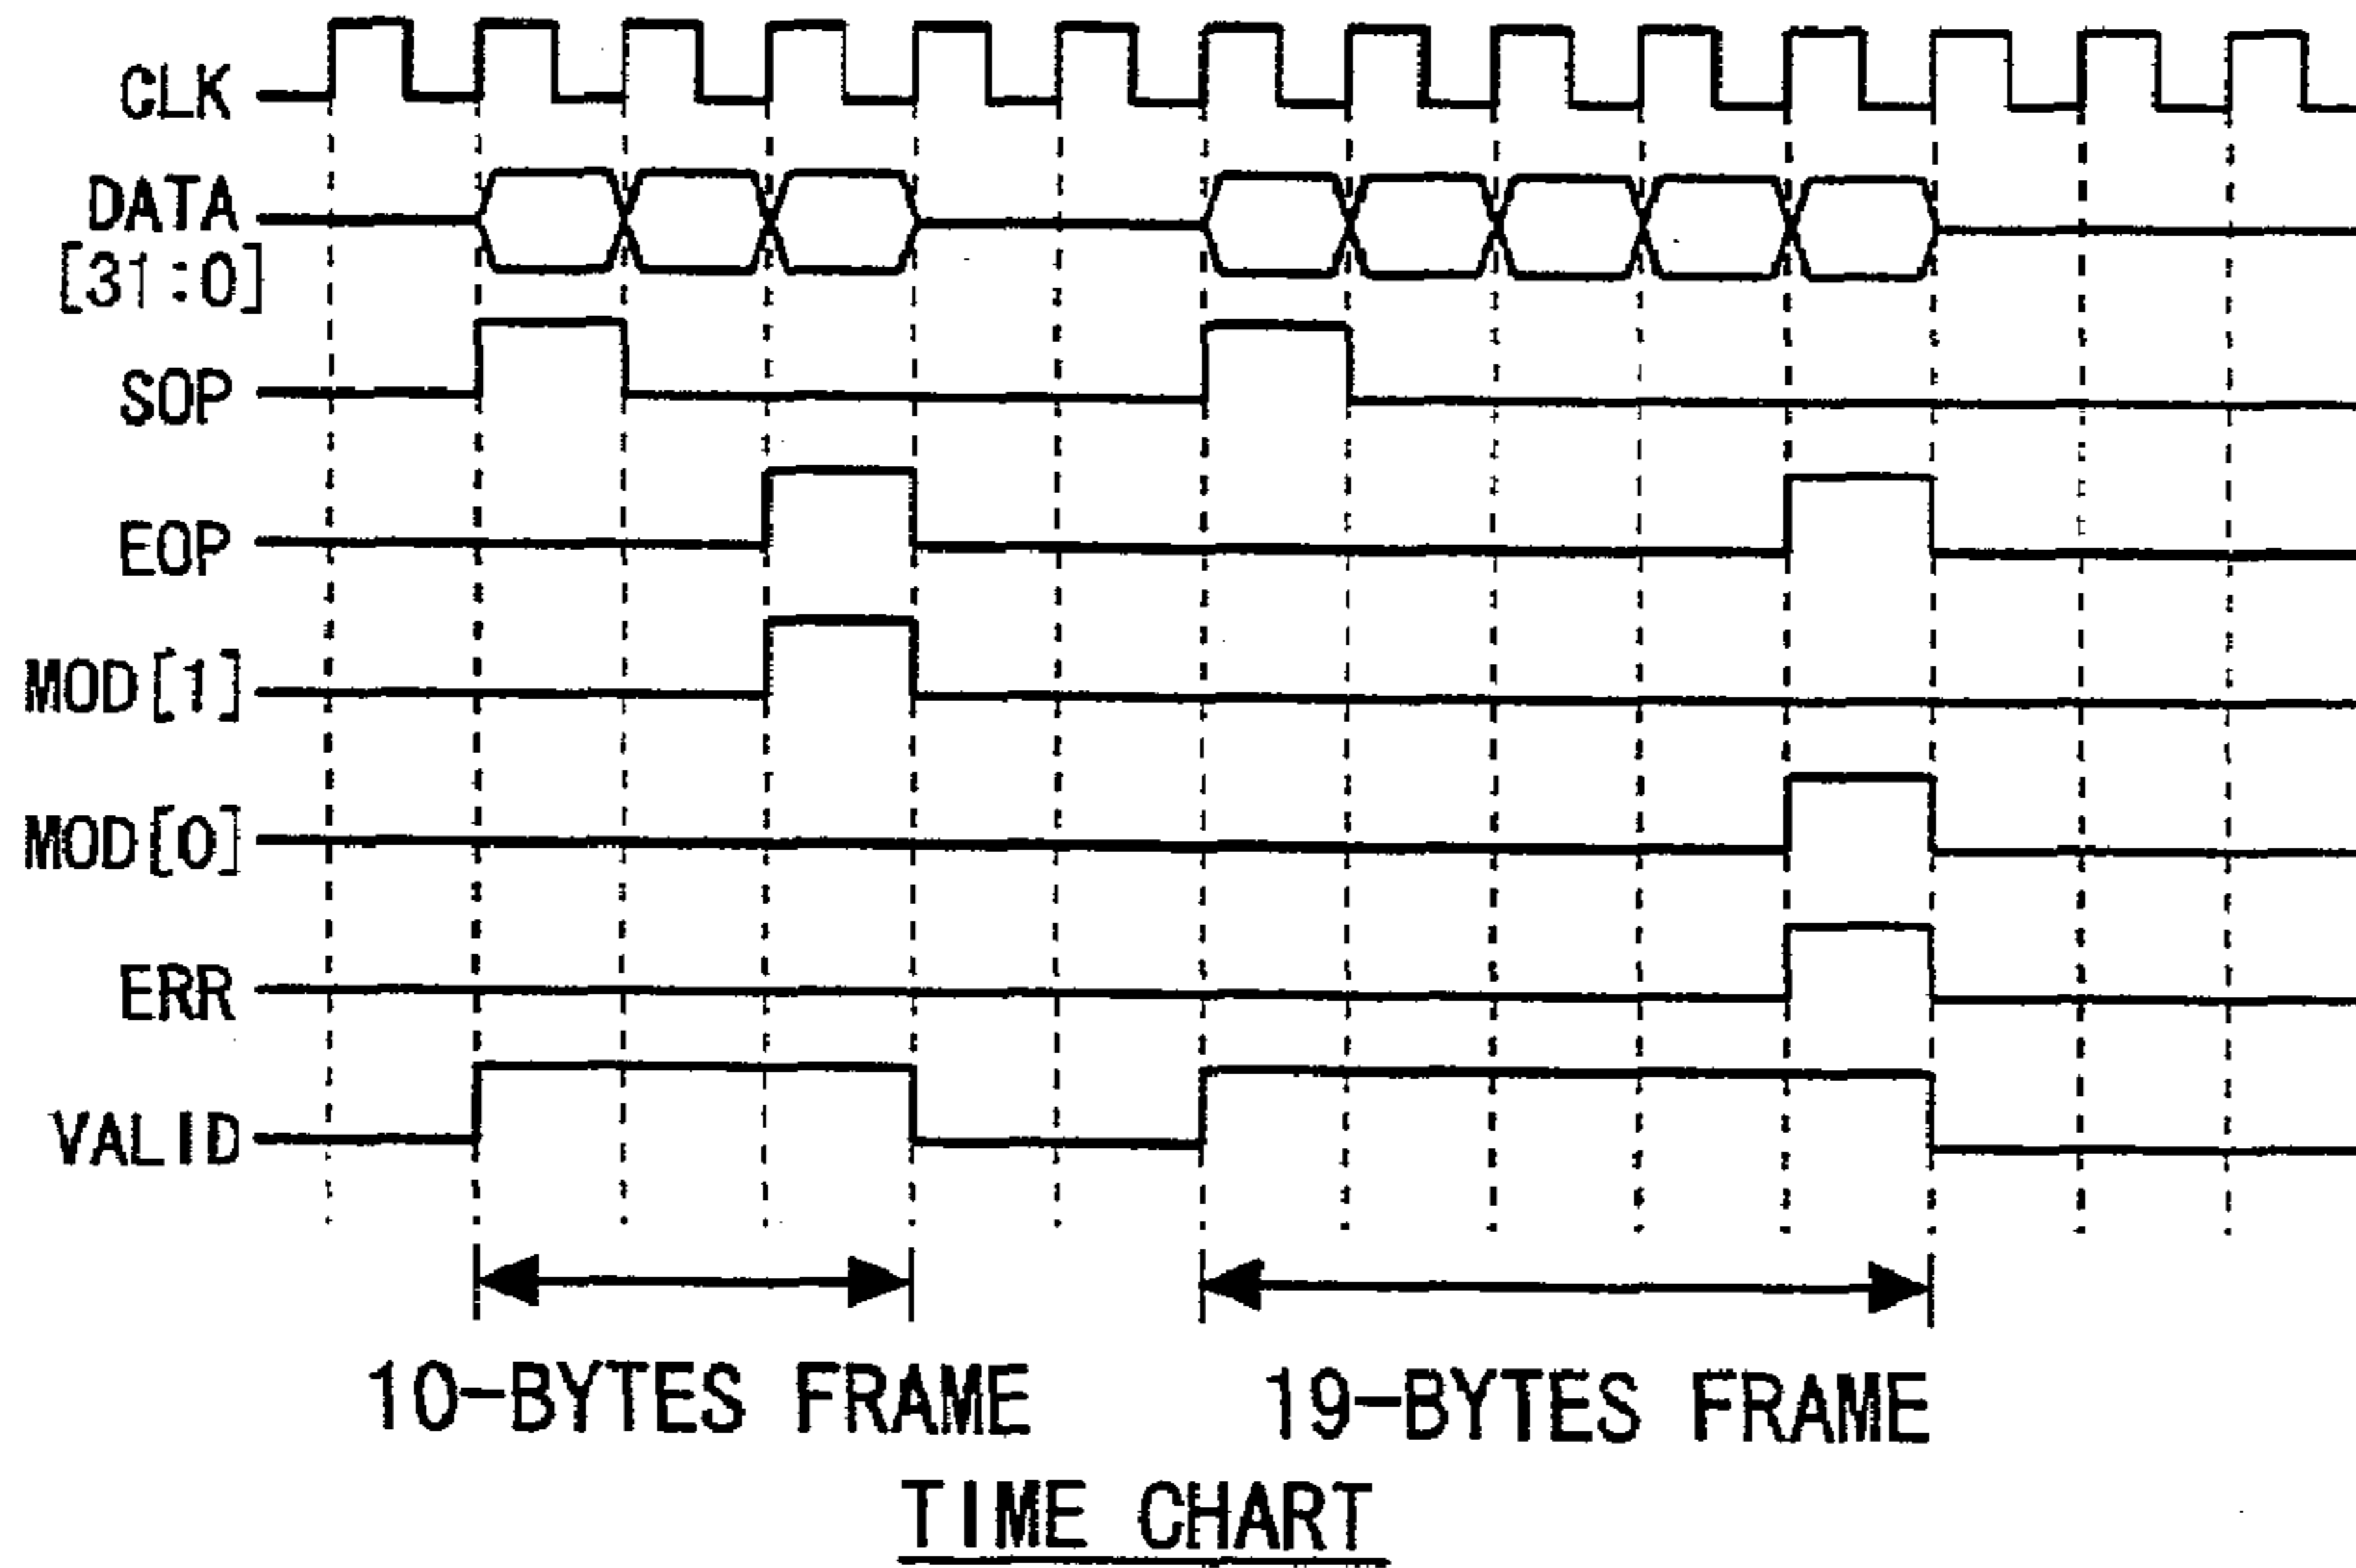 CLK
DATA
[31:0]
SOP
EOP
MOD[1]
MOD[0]
ERR
VALID
10-BYTES FRAME
19-BYTES FRAME
TIME CHART